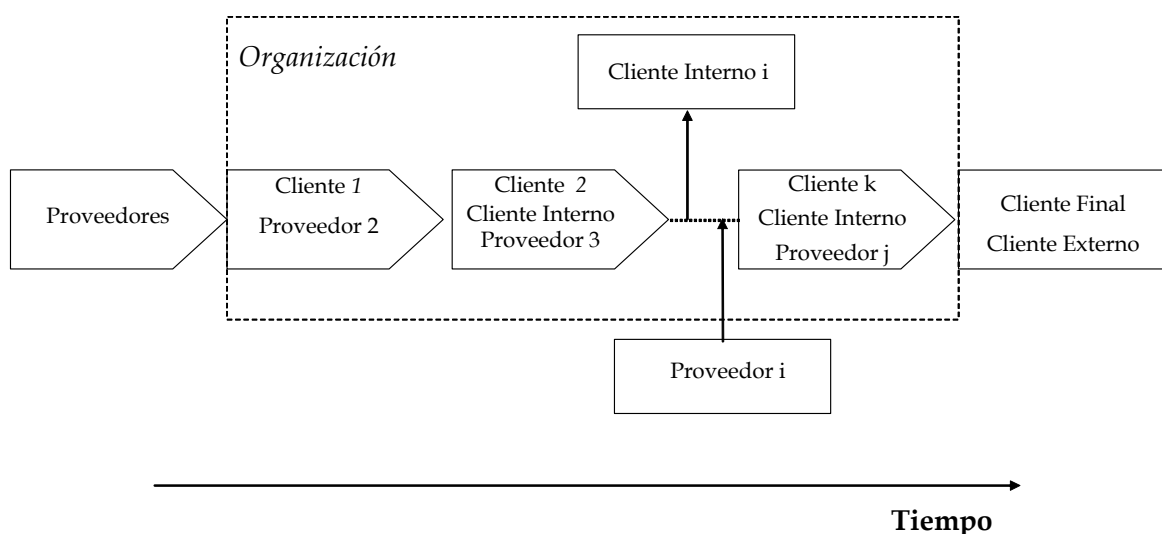 Organización
Cliente Interno i
Proveedores
Cliente 1
Proveedor 2
Cliente 2
Cliente Interno
Proveedor 3
Cliente k
Cliente Interno
Proveedor j
Cliente Final
Cliente Externo
Proveedor i
Tiempo